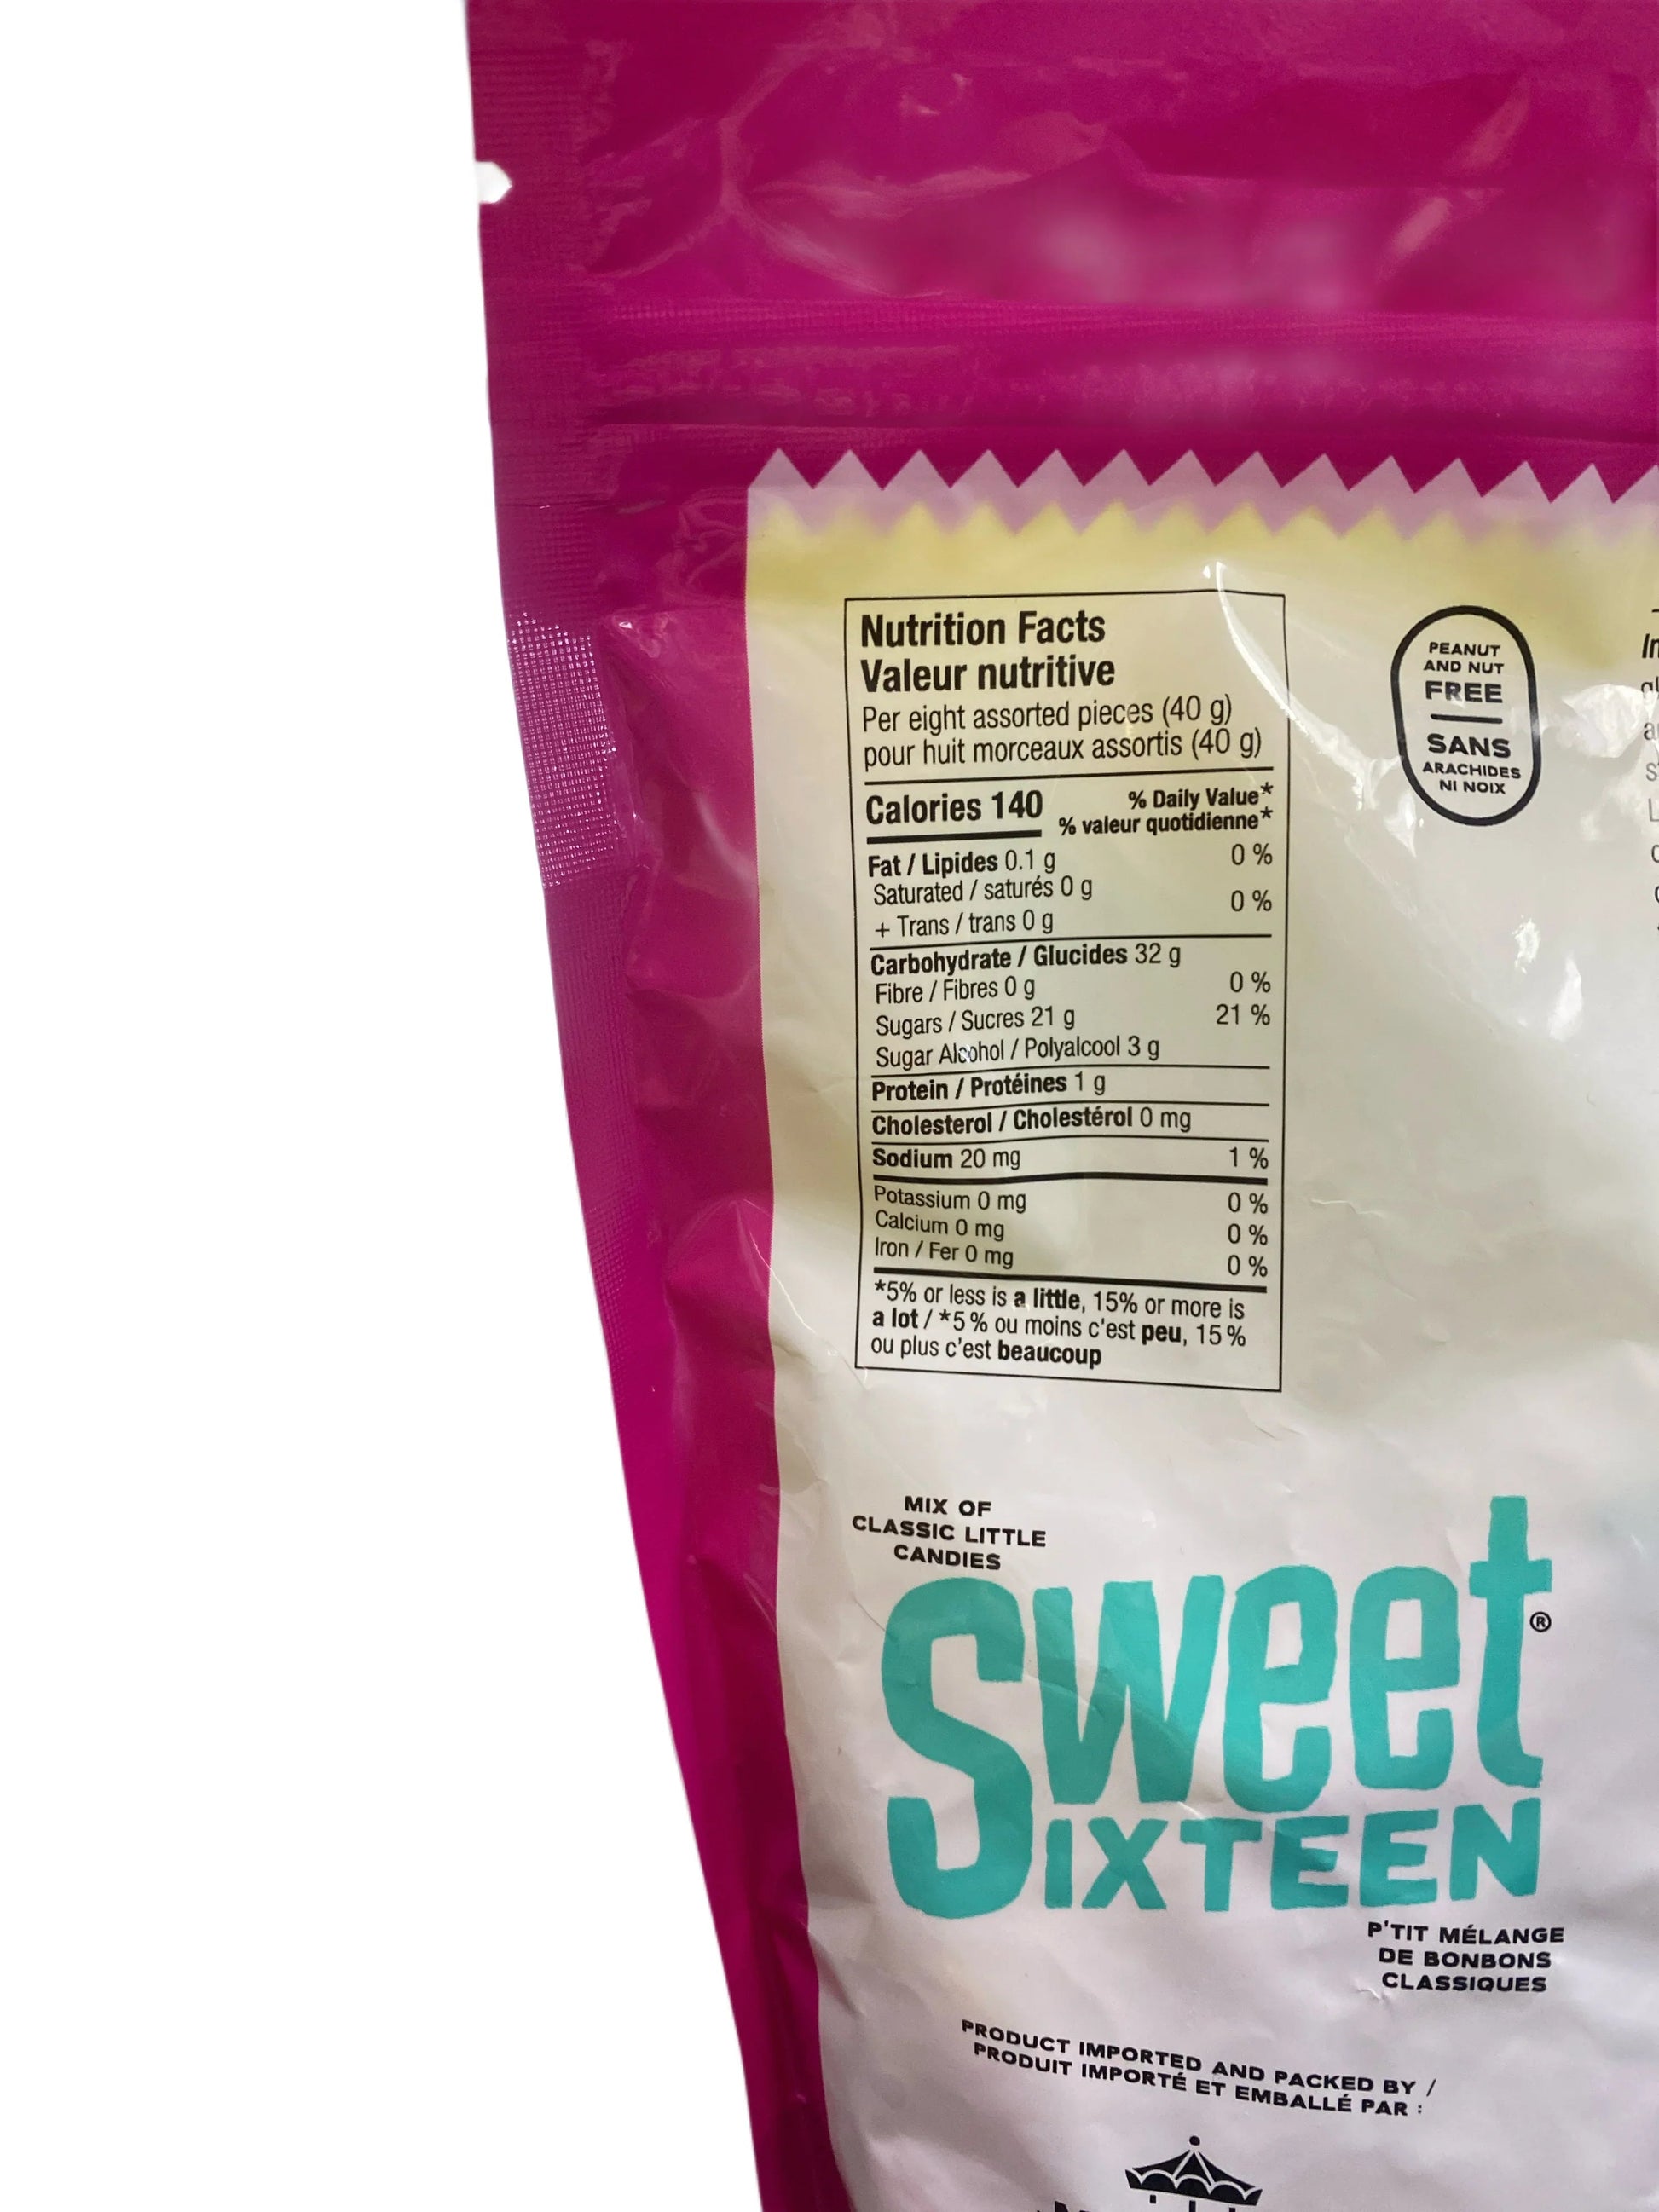 Nutrition Facts
Valeur nutritive
Per eight assorted pieces (40 g)
pour huit morceaux assortis (40 g)
Calories 140 % Daily Value*
% valeur quotidienne*
Fat / Lipides 0.1 g 0 %
Saturated / saturés 0 g
+ Trans / trans 0 g 0 %
Carbohydrate / Glucides 32 g
Fibre / Fibres 0 g 0 %
Sugars / Sucres 21 g 21 %
Sugar Alcohol / Polyalcool 3 g
Protein / Protéines 1 g
Cholesterol / Cholestérol 0 mg
Sodium 20 mg 1 %
Potassium 0 mg 0 %
Calcium 0 mg 0 %
Iron / Fer 0 mg 0 %
*5% or less is a little, 15% or more is
a lot / *5 % ou moins c'est peu, 15 %
ou plus c'est beaucoup
PEANUT
AND NUT
FREE
SANS
ARACHIDES
NI NOIX
MIX OF
CLASSIC LITTLE
CANDIES
Sweet®
SIXTEEN
P'TIT MÉLANGE
DE BONBONS
CLASSIQUES
PRODUCT IMPORTED AND PACKED BY /
PRODUIT IMPORTÉ ET EMBALLÉ PAR :